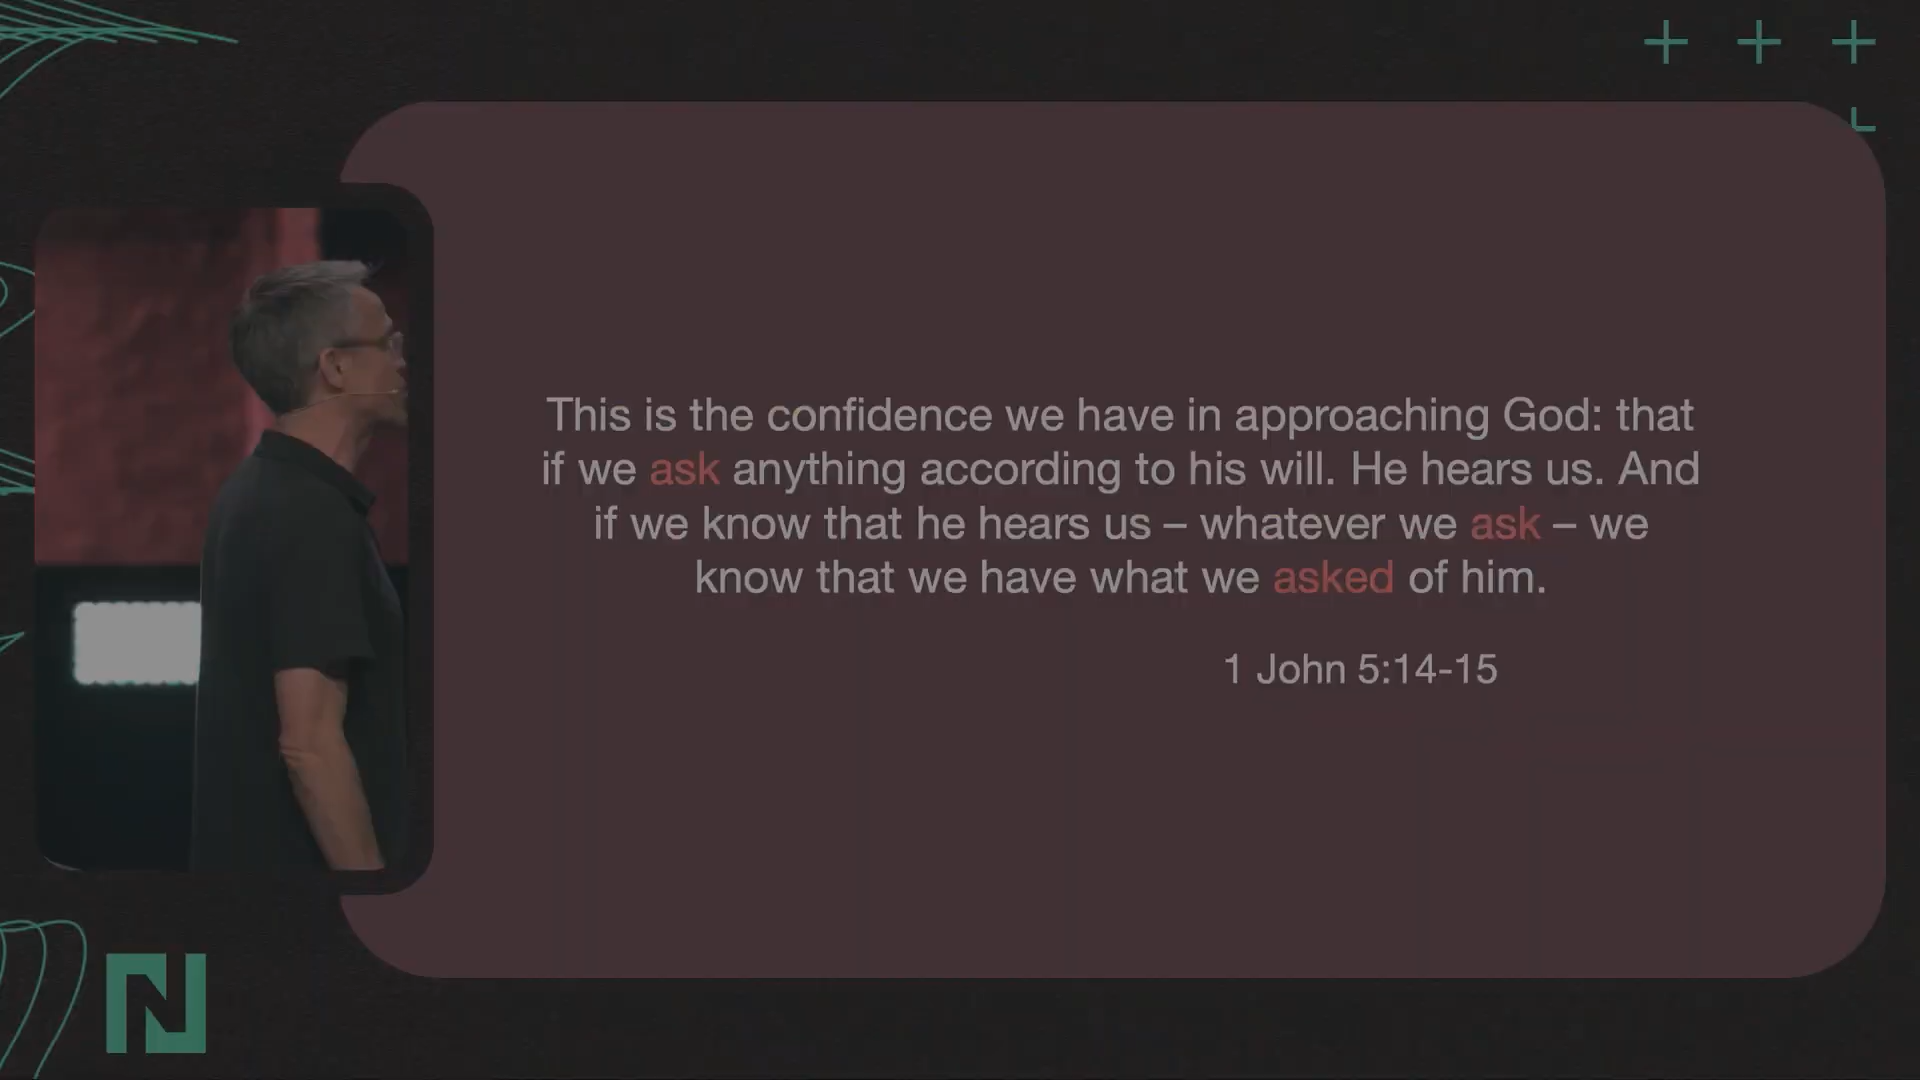 This is the confidence we have in approaching God: that
if we ask anything according to his will. He hears us. And
if we know that he hears us – whatever we ask – we
know that we have what we asked of him.
1 John 5:14-15
N